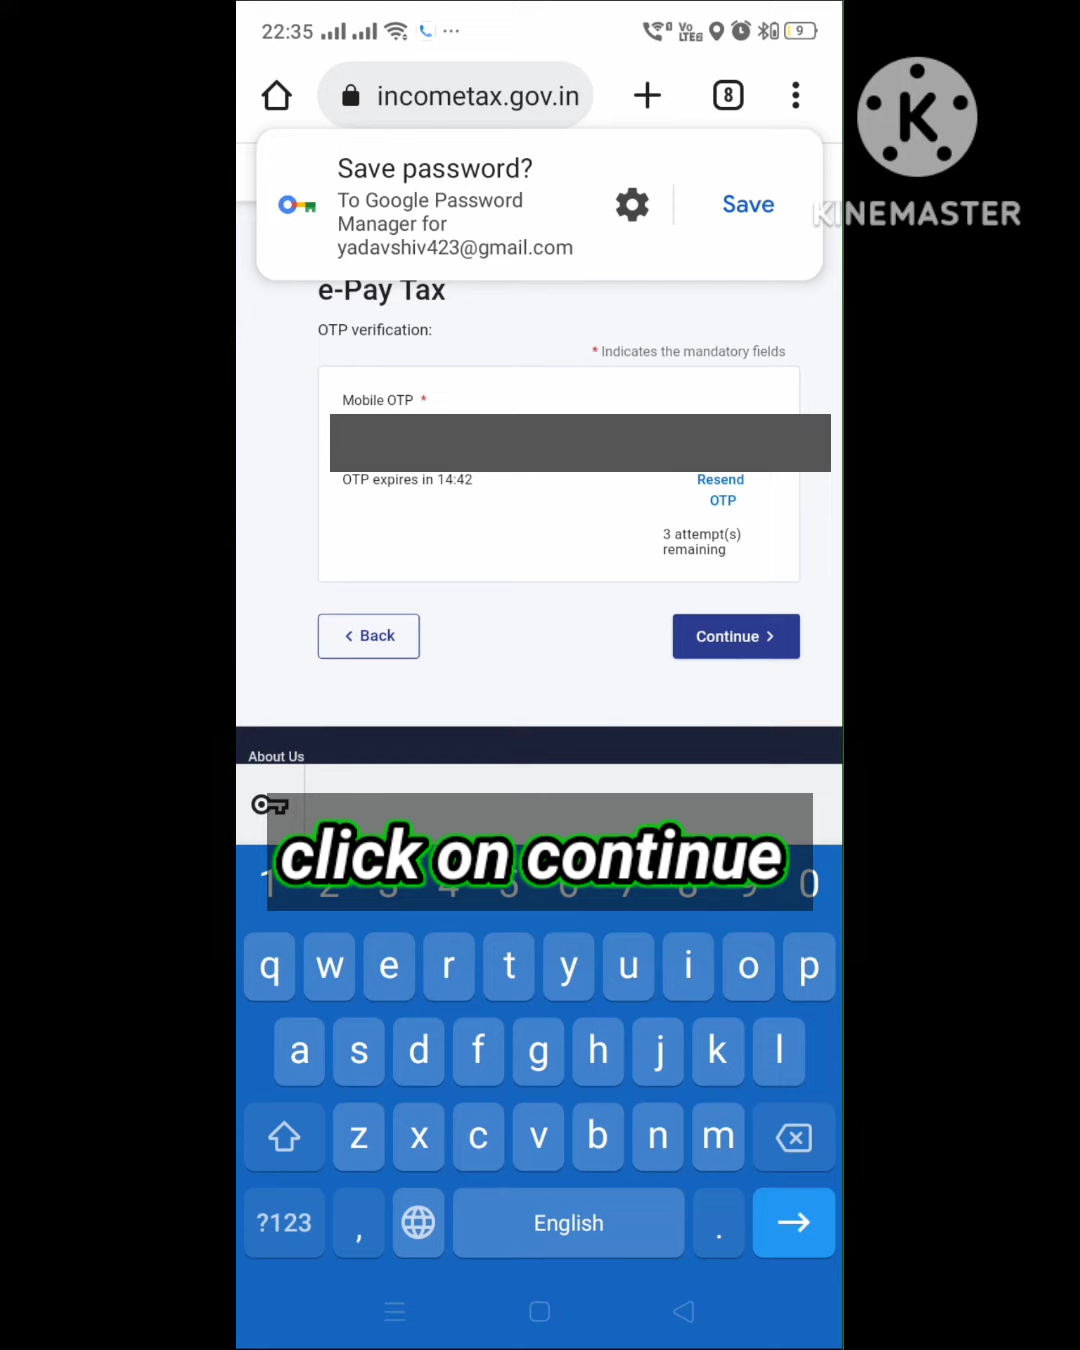 22:35
Vo
LTE2
9
incometax.gov.in
8
K
KINEMASTER
Save password?
To Google Password
Manager for
yadavshiv423@gmail.com
Save
e-Pay Tax
OTP verification:
* Indicates the mandatory fields
Mobile OTP *
OTP expires in 14:42
Resend
OTP
3 attempt(s)
remaining
< Back
Continue >
About Us
click on continue
1 2 3 4 5 6 7 8 9 0
q w e r t y u i o p
a s d f g h j k l
z x c v b n m
?123 , English .